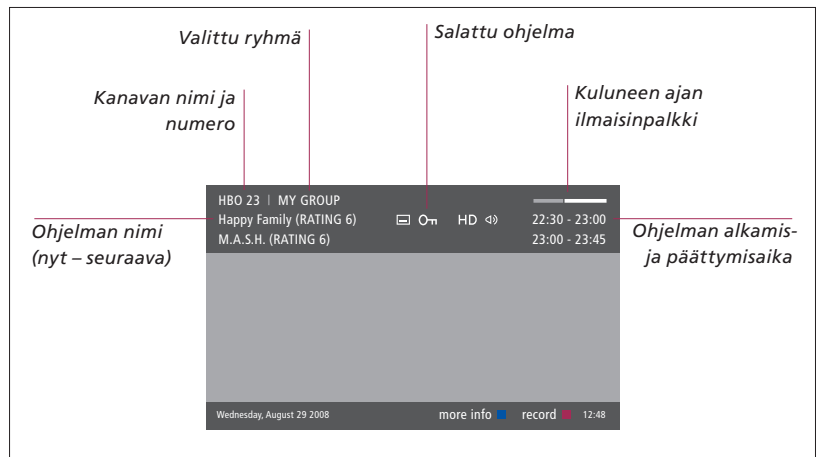 Valittu ryhmä
Salattu ohjelma
Kanavan nimi ja
numero
Kuluneen ajan
ilmaisinpalkki
HBO 23 | MY GROUP
Happy Family (RATING 6) HD 22:30 - 23:00
M.A.S.H. (RATING 6) 23:00 - 23:45
Ohjelman nimi
(nyt – seuraava)
Ohjelman alkamis-
ja päättymisaika
Wednesday, August 29 2008 more info record 12:48